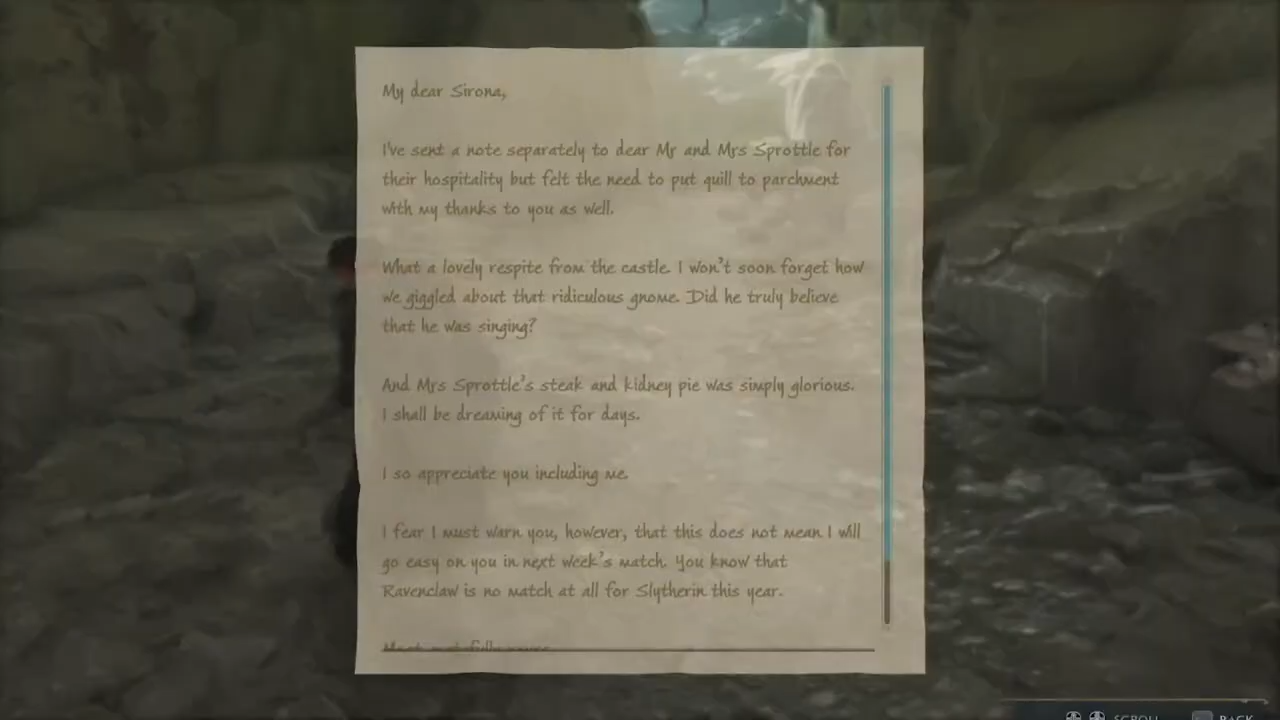 My dear Sirona,
I've sent a note separately to dear Mr and Mrs Sprottle for
their hospitality but felt the need to put quill to parchment
with my thanks to you as well.
What a lovely respite from the castle. I won't soon forget how
we giggled about that ridiculous gnome. Did he truly believe
that he was singing?
And Mrs Sprottle's steak and kidney pie was simply glorious.
I shall be dreaming of it for days.
I so appreciate you including me.
I fear I must warn you, however, that this does not mean I will
go easy on you in next week's match. You know that
Ravenclaw is no match at all for Slytherin this year.
SCROLL
BACK